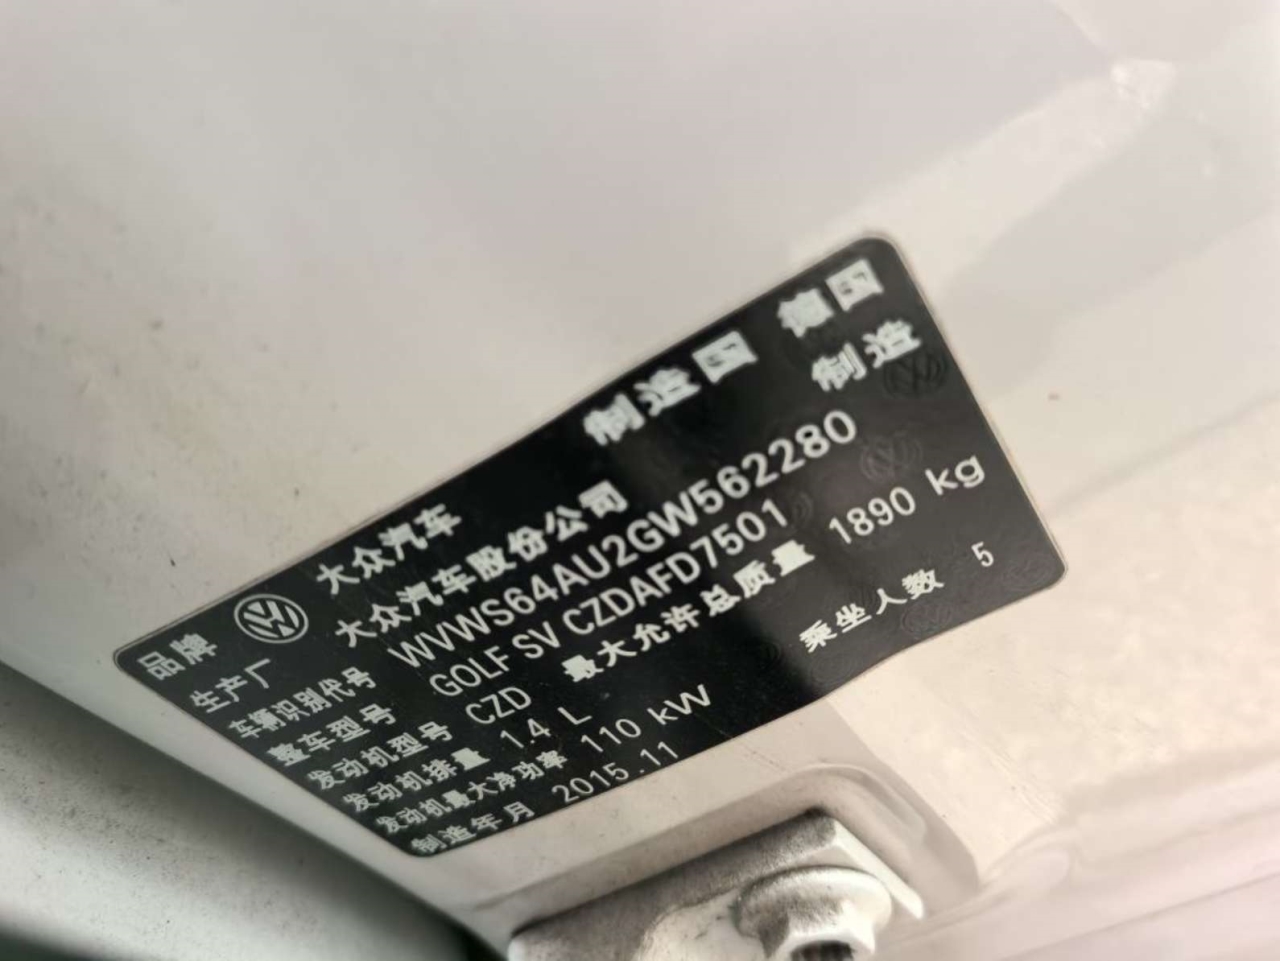 品牌 大众汽车 制造国 德国
生产厂 大众汽车股份公司 制造
车辆识别代号 WVWS64AU2GW562280
整车型号 GOLF SV CZDAFD7501
发动机型号 CZD 最大允许总质量 1890 kg
发动机排量 1.4 L 乘坐人数 5
发动机最大净功率 110 kW
制造年月 2015.11